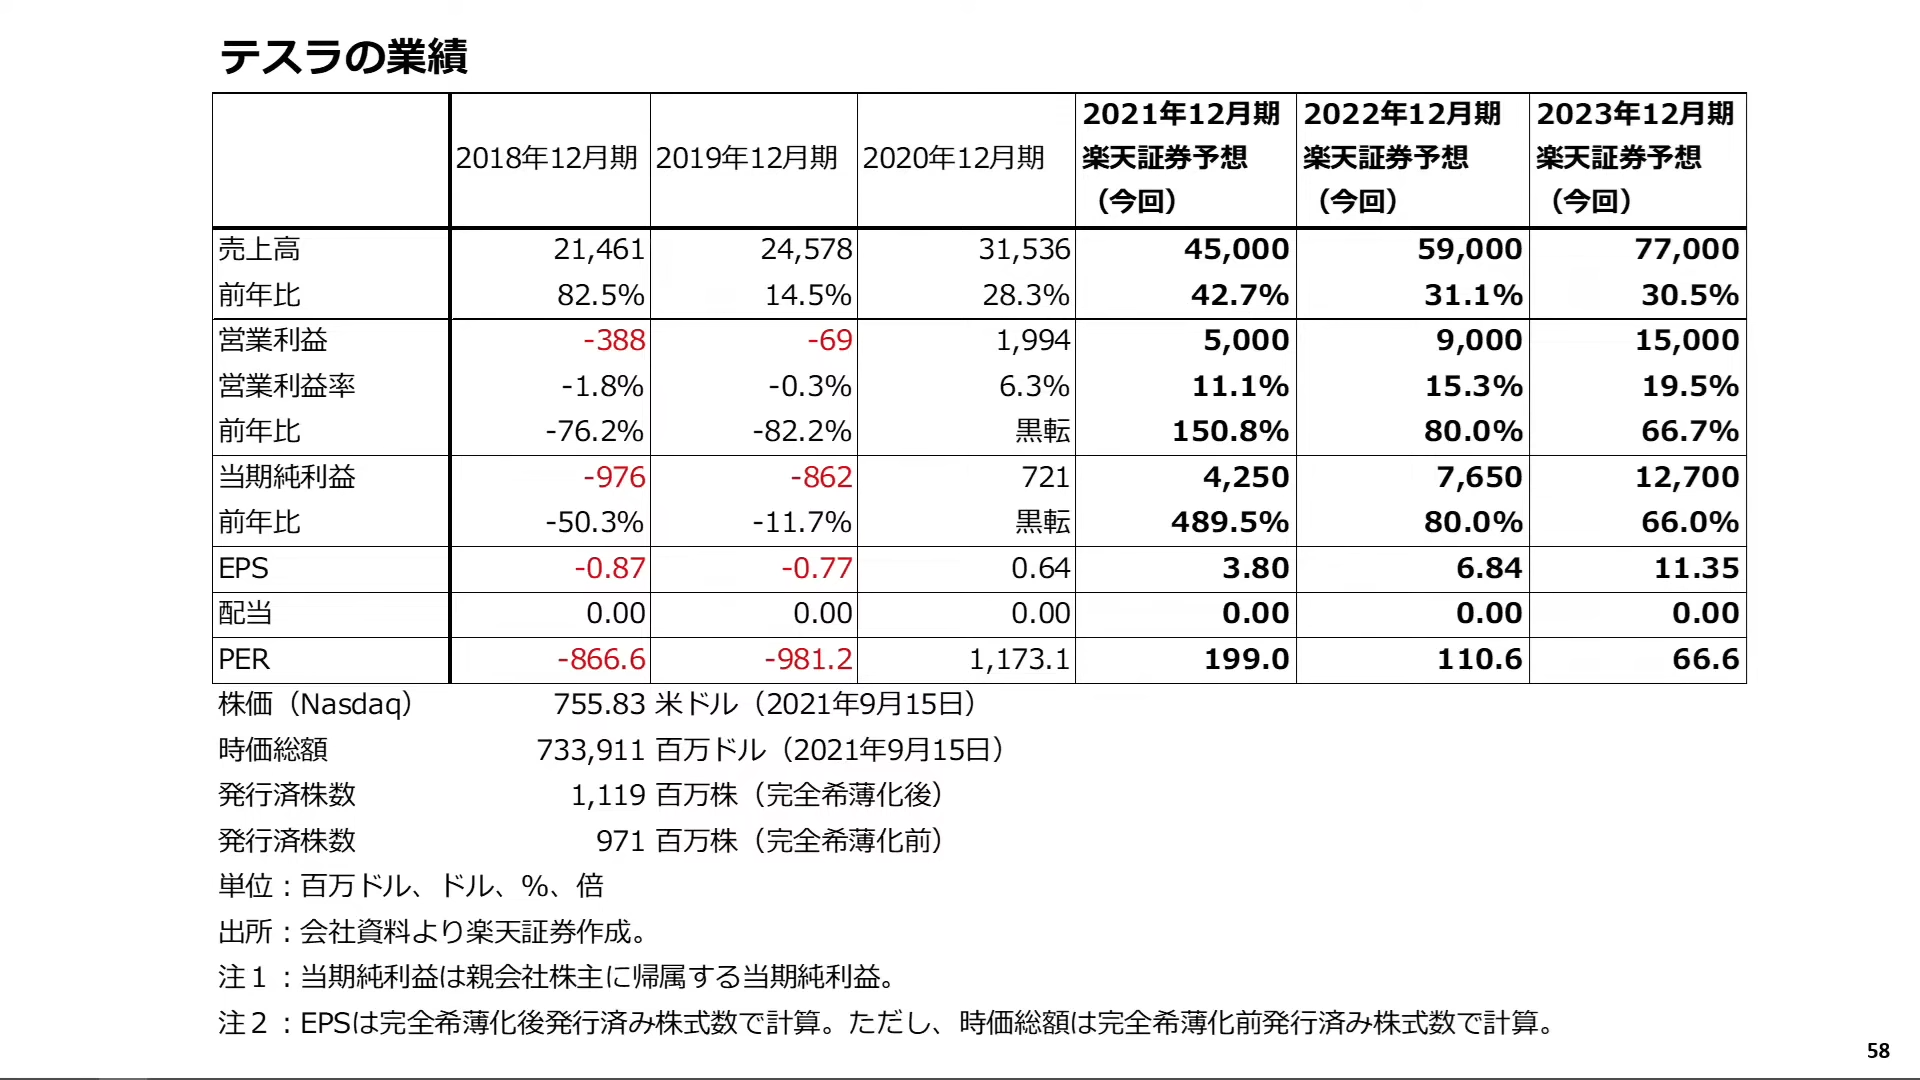 テスラの業績
2018年12月期 2019年12月期 2020年12月期 2021年12月期 楽天証券予想 (今回) 2022年12月期 楽天証券予想 (今回) 2023年12月期 楽天証券予想 (今回)
売上高 21,461 24,578 31,536 45,000 59,000 77,000
前年比 82.5% 14.5% 28.3% 42.7% 31.1% 30.5%
営業利益 -388 -69 1,994 5,000 9,000 15,000
営業利益率 -1.8% -0.3% 6.3% 11.1% 15.3% 19.5%
前年比 -76.2% -82.2% 黒転 150.8% 80.0% 66.7%
当期純利益 -976 -862 721 4,250 7,650 12,700
前年比 -50.3% -11.7% 黒転 489.5% 80.0% 66.0%
EPS -0.87 -0.77 0.64 3.80 6.84 11.35
配当 0.00 0.00 0.00 0.00 0.00 0.00
PER -866.6 -981.2 1,173.1 199.0 110.6 66.6
株価（Nasdaq） 755.83 米ドル（2021年9月15日）
時価総額 733,911 百万ドル（2021年9月15日）
発行済株数 1,119 百万株（完全希薄化後）
発行済株数 971 百万株（完全希薄化前）
単位：百万ドル、ドル、%、倍
出所：会社資料より楽天証券作成。
注１：当期純利益は親会社株主に帰属する当期純利益。
注２：EPSは完全希薄化後発行済み株式数で計算。ただし、時価総額は完全希薄化前発行済み株式数で計算。
58